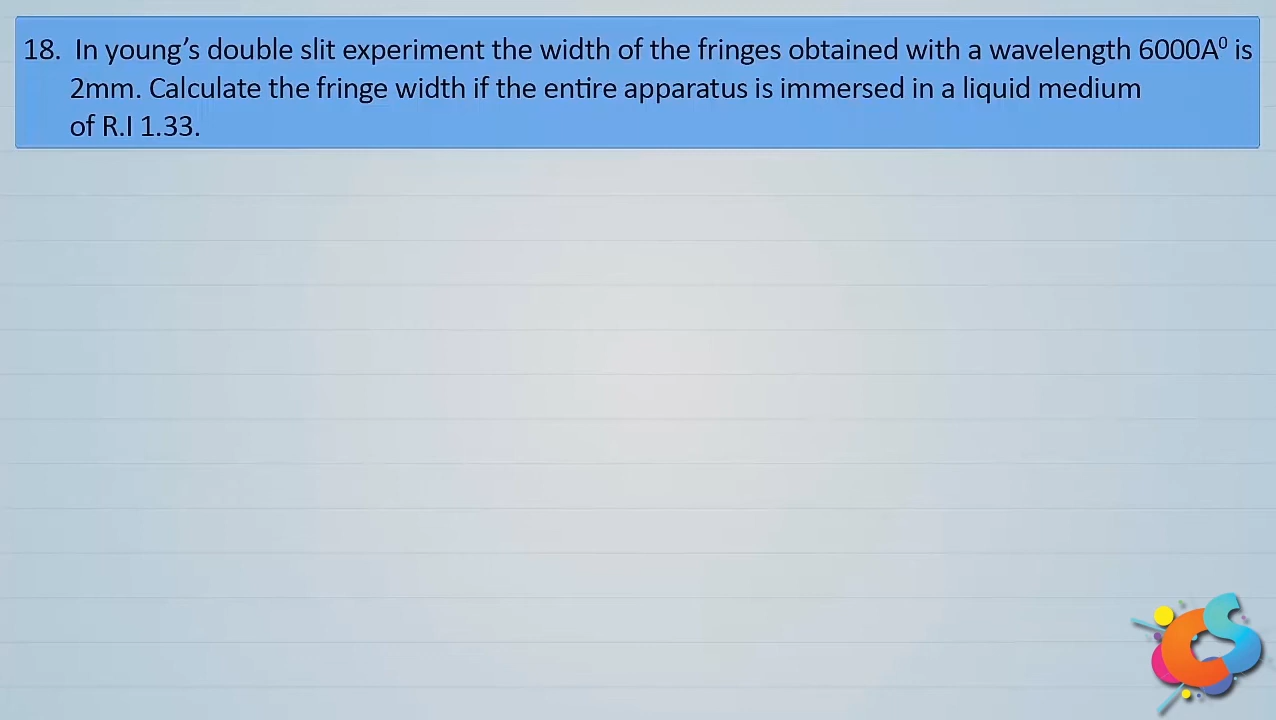 18. In young’s double slit experiment the width of the fringes obtained with a wavelength 6000A⁰ is
2mm. Calculate the fringe width if the entire apparatus is immersed in a liquid medium
of R.I 1.33.
CS